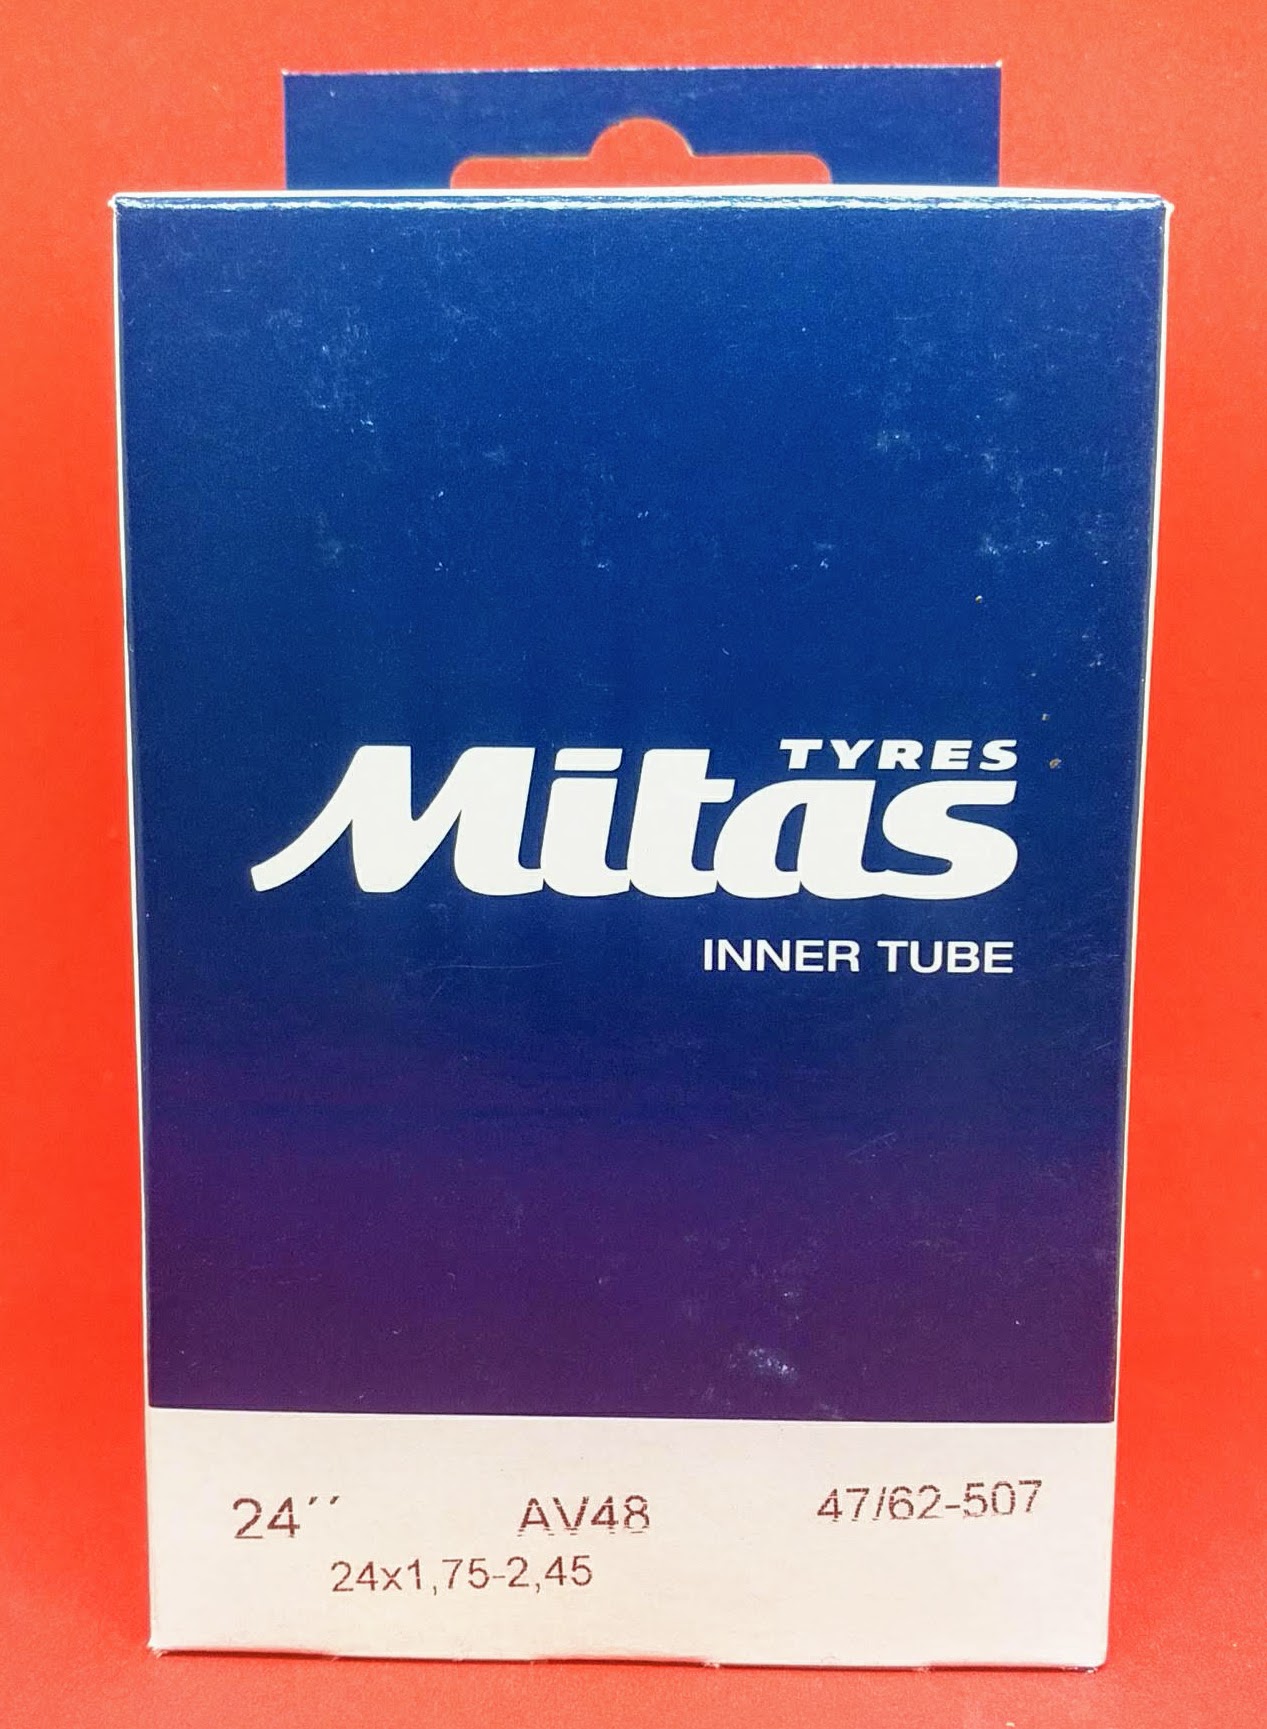 TYRES
Mitas
INNER TUBE
24´´ AV48 47/62-507
24x1,75-2,45